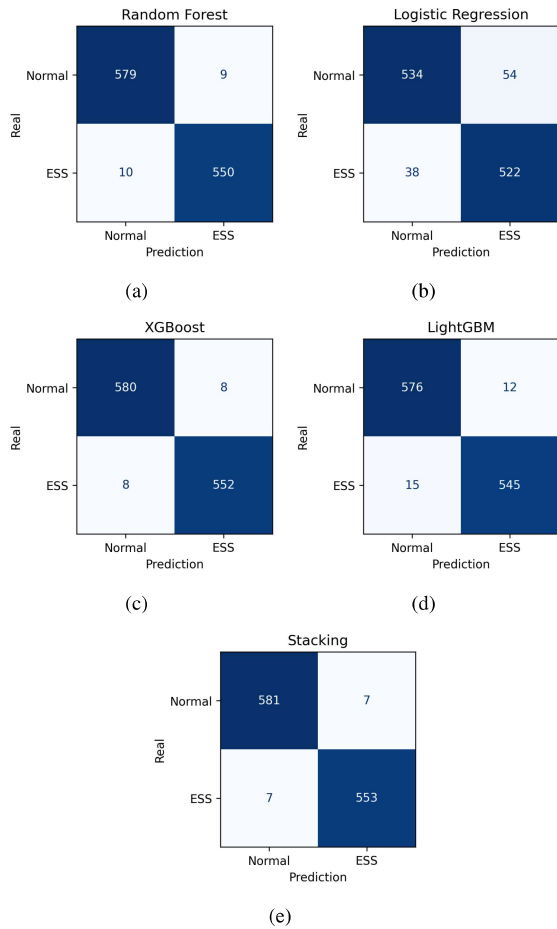 Random Forest
Normal
579
9
Real
ESS
10
550
Normal
ESS
Prediction
(a)
Logistic Regression
Normal
534
54
Real
ESS
38
522
Normal
ESS
Prediction
(b)
XGBoost
Normal
580
8
Real
ESS
8
552
Normal
ESS
Prediction
(c)
LightGBM
Normal
576
12
Real
ESS
15
545
Normal
ESS
Prediction
(d)
Stacking
Normal
581
7
Real
ESS
7
553
Normal
ESS
Prediction
(e)